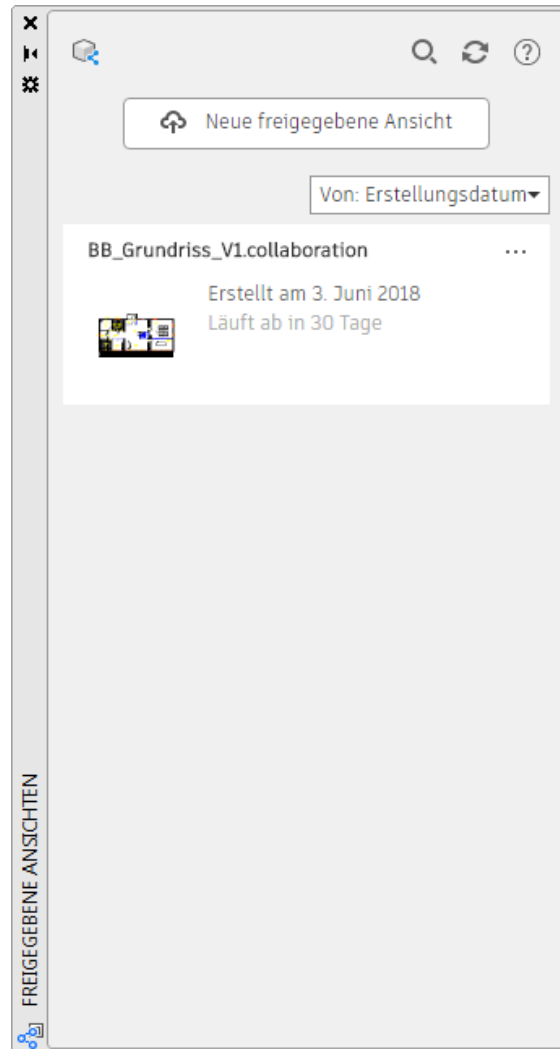 Neue freigegebene Ansicht
Von: Erstellungsdatum
BB_Grundriss_V1.collaboration
...
Erstellt am 3. Juni 2018
Läuft ab in 30 Tage
FREIGEGEBENE ANSICHTEN